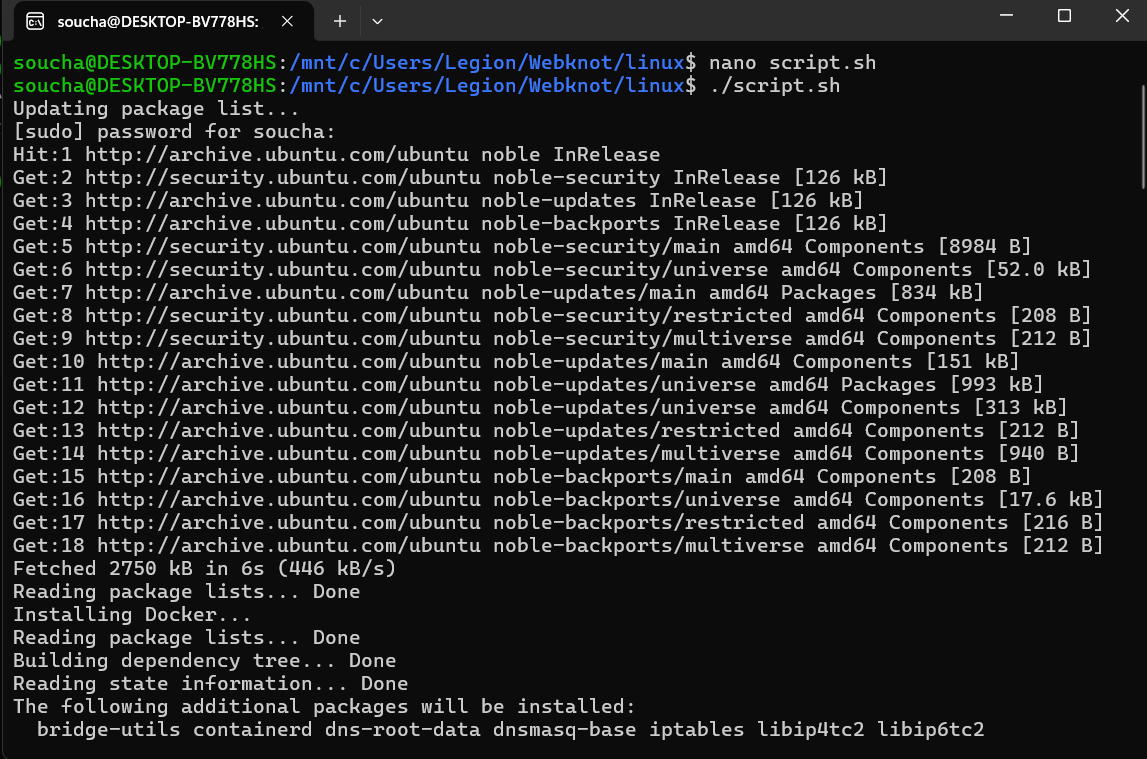 soucha@DESKTOP-BV778HS:
soucha@DESKTOP-BV778HS:/mnt/c/Users/Legion/Webknot/linux$ nano script.sh
soucha@DESKTOP-BV778HS:/mnt/c/Users/Legion/Webknot/linux$ ./script.sh
Updating package list...
[sudo] password for soucha:
Hit:1 http://archive.ubuntu.com/ubuntu noble InRelease
Get:2 http://security.ubuntu.com/ubuntu noble-security InRelease [126 kB]
Get:3 http://archive.ubuntu.com/ubuntu noble-updates InRelease [126 kB]
Get:4 http://archive.ubuntu.com/ubuntu noble-backports InRelease [126 kB]
Get:5 http://security.ubuntu.com/ubuntu noble-security/main amd64 Components [8984 B]
Get:6 http://security.ubuntu.com/ubuntu noble-security/universe amd64 Components [52.0 kB]
Get:7 http://archive.ubuntu.com/ubuntu noble-updates/main amd64 Packages [834 kB]
Get:8 http://security.ubuntu.com/ubuntu noble-security/restricted amd64 Components [208 B]
Get:9 http://security.ubuntu.com/ubuntu noble-security/multiverse amd64 Components [212 B]
Get:10 http://archive.ubuntu.com/ubuntu noble-updates/main amd64 Components [151 kB]
Get:11 http://archive.ubuntu.com/ubuntu noble-updates/universe amd64 Packages [993 kB]
Get:12 http://archive.ubuntu.com/ubuntu noble-updates/universe amd64 Components [313 kB]
Get:13 http://archive.ubuntu.com/ubuntu noble-updates/restricted amd64 Components [212 B]
Get:14 http://archive.ubuntu.com/ubuntu noble-updates/multiverse amd64 Components [940 B]
Get:15 http://archive.ubuntu.com/ubuntu noble-backports/main amd64 Components [208 B]
Get:16 http://archive.ubuntu.com/ubuntu noble-backports/universe amd64 Components [17.6 kB]
Get:17 http://archive.ubuntu.com/ubuntu noble-backports/restricted amd64 Components [216 B]
Get:18 http://archive.ubuntu.com/ubuntu noble-backports/multiverse amd64 Components [212 B]
Fetched 2750 kB in 6s (446 kB/s)
Reading package lists... Done
Installing Docker...
Reading package lists... Done
Building dependency tree... Done
Reading state information... Done
The following additional packages will be installed:
  bridge-utils containerd dns-root-data dnsmasq-base iptables libip4tc2 libip6tc2